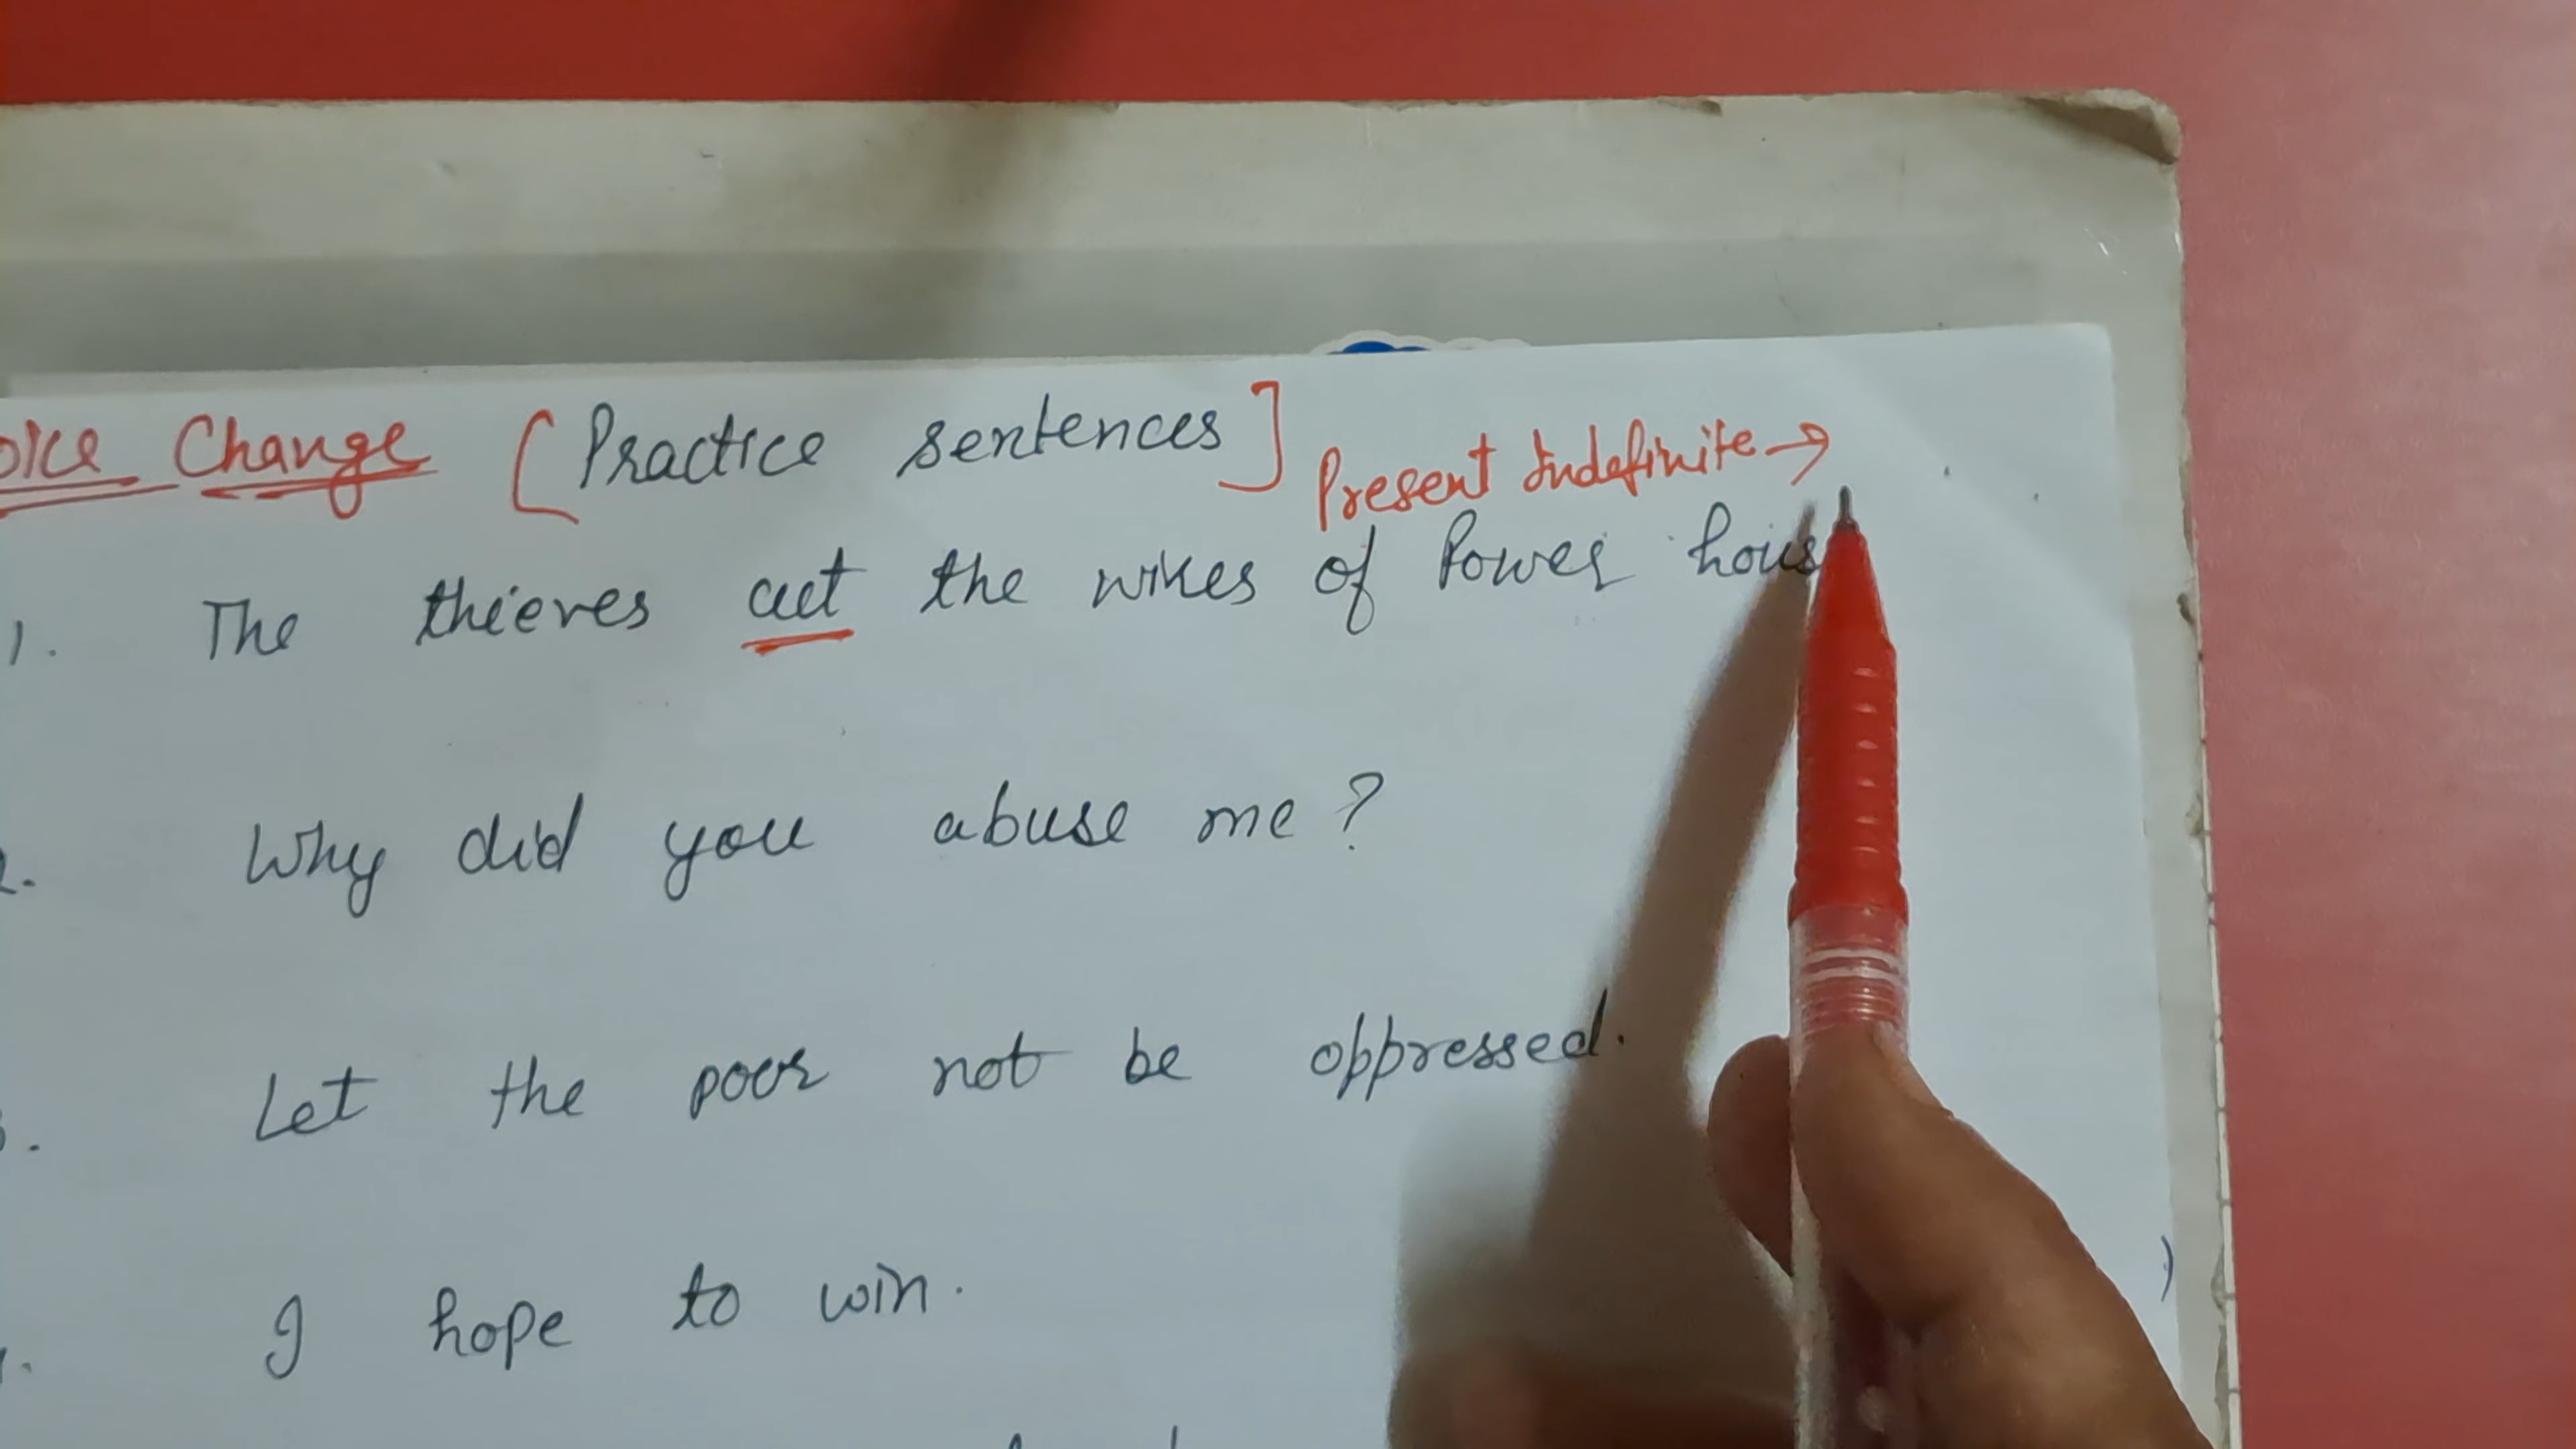 Change [Practice sentences] Present Indefinite →
1. The thieves cut the wires of Power hous
2. Why did you abuse me?
Let the poor not be oppressed.
I hope to win.